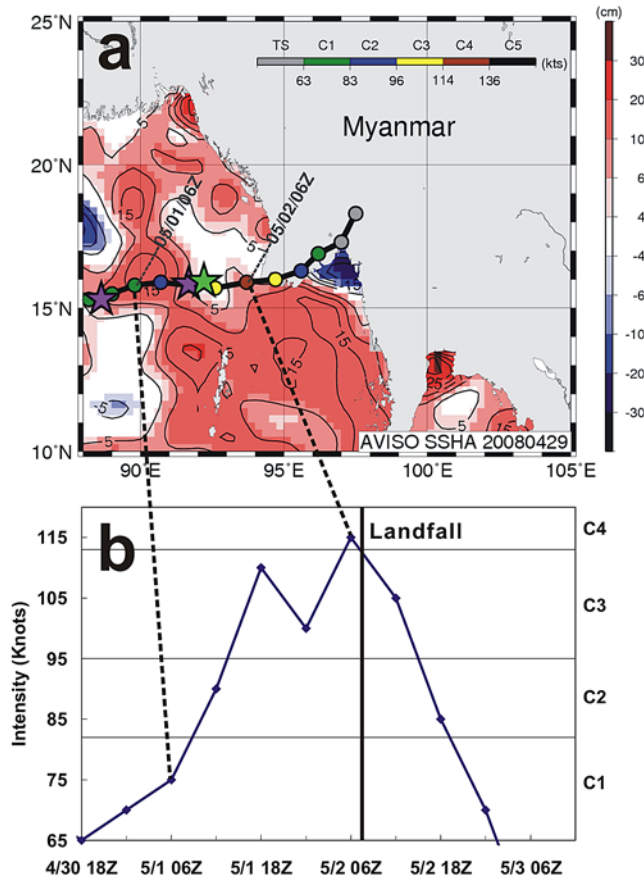 (cm)
25°N
a
TS C1 C2 C3 C4 C5
63 83 96 114 136 (kts)
30
20
10
6
4
-4
-6
-10
-20
-30
Myanmar
20°N
15°N
10°N
05/01/06Z
05/02/06Z
5
15
15
5
5
15
15
15
-5
-5
25
5
AVISO SSHA 20080429
90°E 95°E 100°E 105°E
b
Landfall
C4
C3
C2
C1
Intensity (Knots)
115
105
95
85
75
65
4/30 18Z 5/1 06Z 5/1 18Z 5/2 06Z 5/2 18Z 5/3 06Z